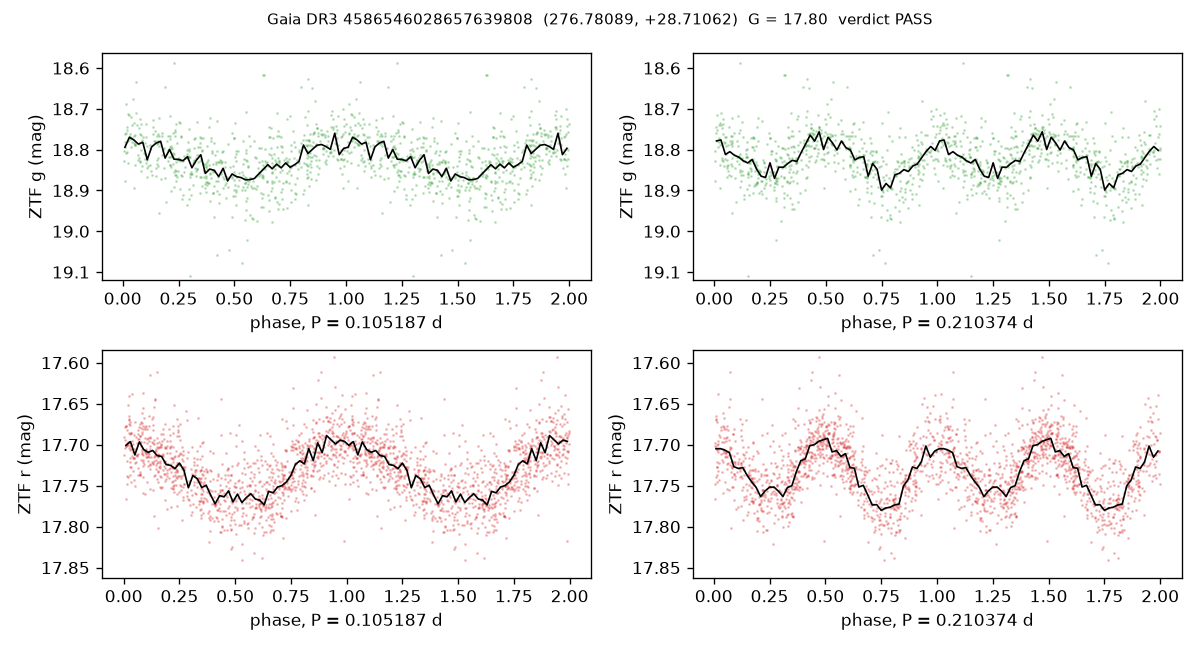 Gaia DR3 4586546028657639808 (276.78089, +28.71062) G = 17.80 verdict PASS
ZTF g (mag)
18.6
18.7
18.8
18.9
19.0
19.1
0.00 0.25 0.50 0.75 1.00 1.25 1.50 1.75 2.00
phase, P = 0.105187 d
ZTF g (mag)
18.6
18.7
18.8
18.9
19.0
19.1
0.00 0.25 0.50 0.75 1.00 1.25 1.50 1.75 2.00
phase, P = 0.210374 d
ZTF r (mag)
17.60
17.65
17.70
17.75
17.80
17.85
0.00 0.25 0.50 0.75 1.00 1.25 1.50 1.75 2.00
phase, P = 0.105187 d
ZTF r (mag)
17.60
17.65
17.70
17.75
17.80
17.85
0.00 0.25 0.50 0.75 1.00 1.25 1.50 1.75 2.00
phase, P = 0.210374 d